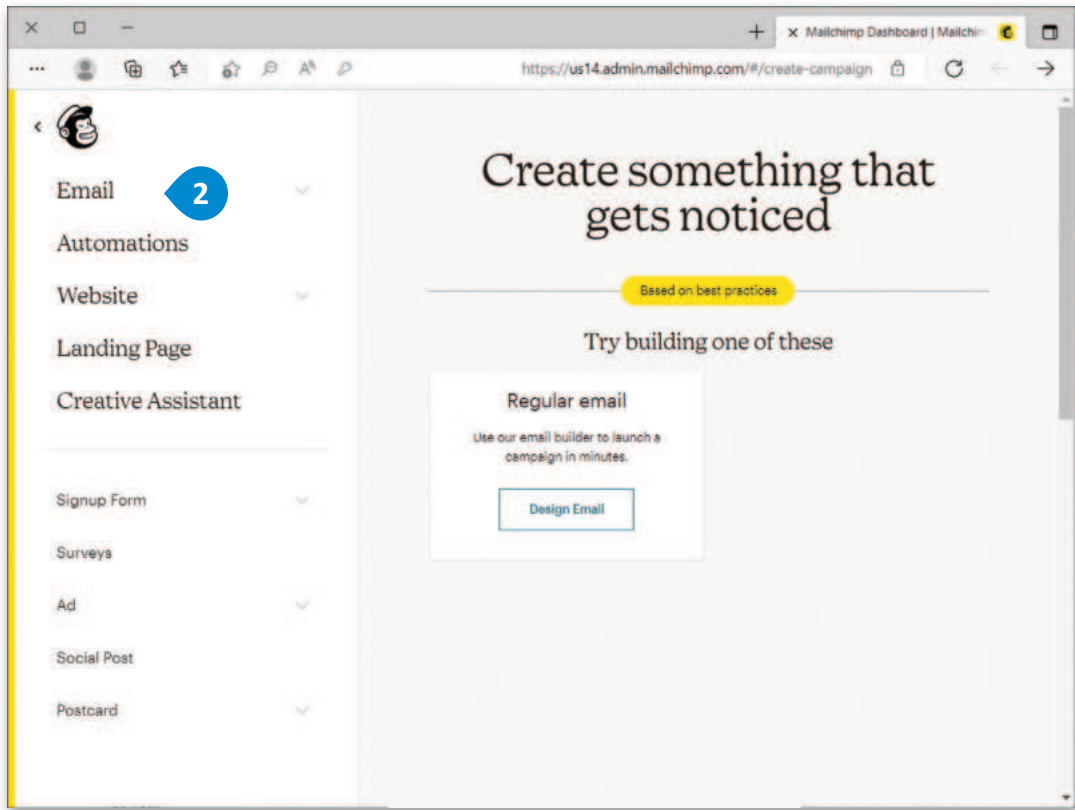 Mailchimp Dashboard | Mailchin
https://us14.admin.mailchimp.com/#/create-campaign
Email
2
Automations
Website
Landing Page
Creative Assistant
Signup Form
Surveys
Ad
Social Post
Postcard
Create something that
gets noticed
Based on best practices
Try building one of these
Regular email
Use our email builder to launch a
campaign in minutes.
Design Email